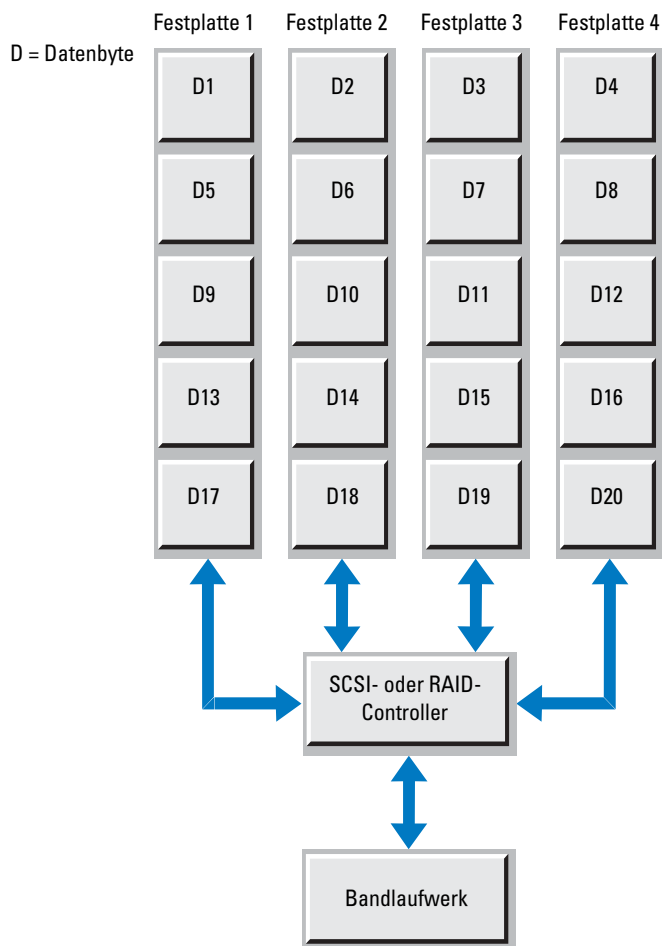 Festplatte 1 Festplatte 2 Festplatte 3 Festplatte 4
D = Datenbyte
D1 D2 D3 D4
D5 D6 D7 D8
D9 D10 D11 D12
D13 D14 D15 D16
D17 D18 D19 D20
SCSI- oder RAID-
Controller
Bandlaufwerk